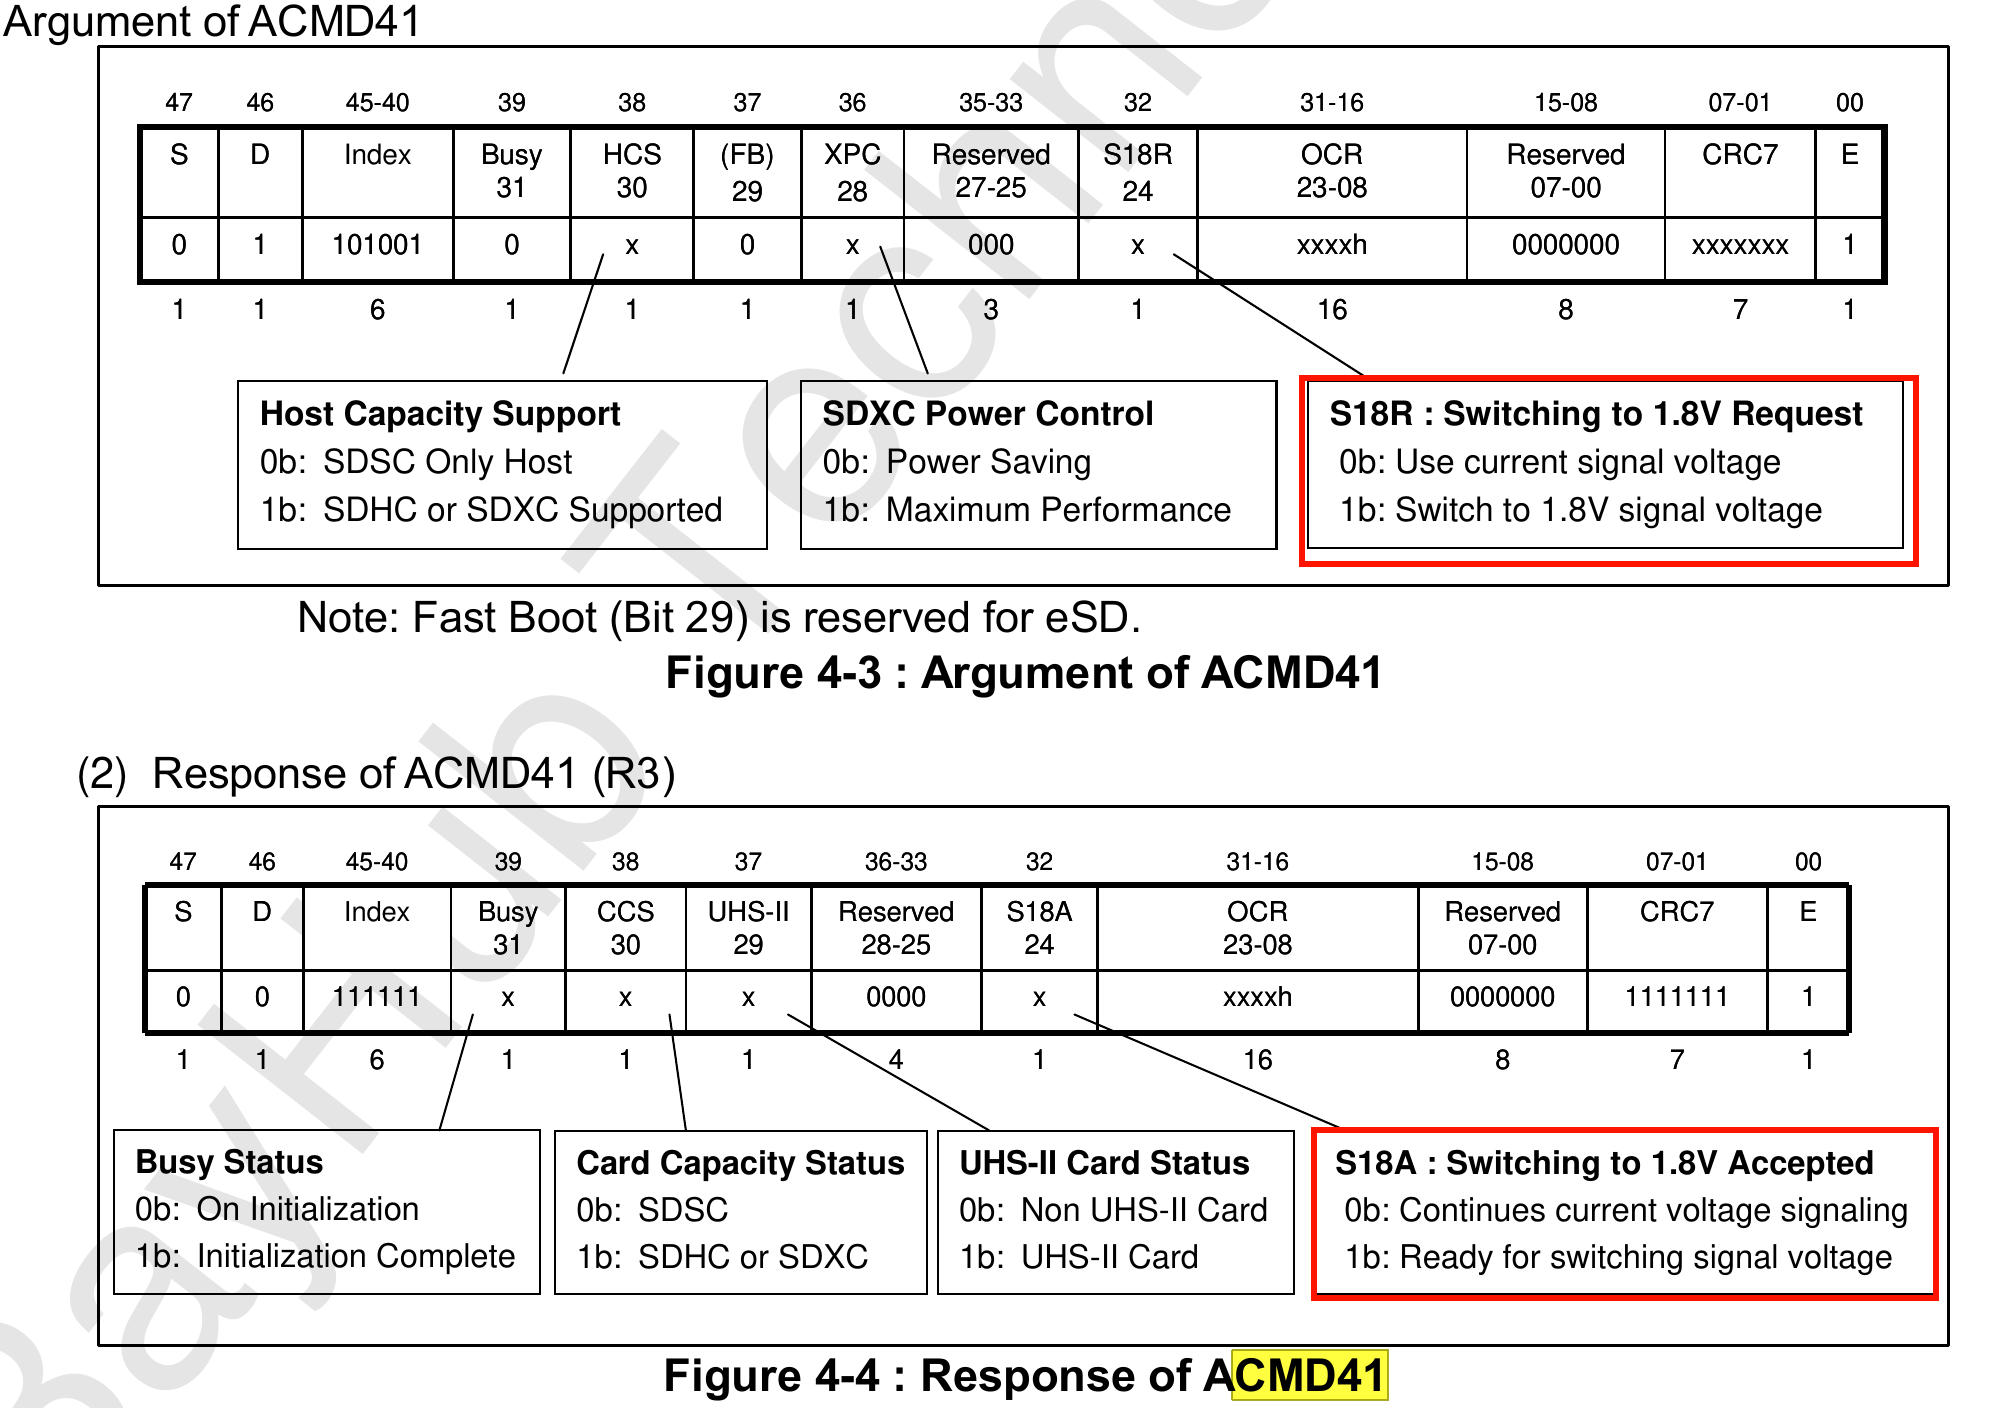 Argument of ACMD41
47 46 45-40 39 38 37 36 35-33 32 31-16 15-08 07-01 00
S D Index Busy HCS (FB) XPC Reserved S18R OCR Reserved CRC7 E
31 30 29 28 27-25 24 23-08 07-00
0 1 101001 0 x 0 x 000 x xxxxh 0000000 xxxxxxx 1
1 1 6 1 1 1 1 3 1 16 8 7 1
Host Capacity Support
0b: SDSC Only Host
1b: SDHC or SDXC Supported
SDXC Power Control
0b: Power Saving
1b: Maximum Performance
S18R : Switching to 1.8V Request
0b: Use current signal voltage
1b: Switch to 1.8V signal voltage
Note: Fast Boot (Bit 29) is reserved for eSD.
Figure 4-3 : Argument of ACMD41
(2) Response of ACMD41 (R3)
47 46 45-40 39 38 37 36-33 32 31-16 15-08 07-01 00
S D Index Busy CCS UHS-II Reserved S18A OCR Reserved CRC7 E
31 30 29 28-25 24 23-08 07-00
0 0 111111 x x x 0000 x xxxxh 0000000 1111111 1
1 1 6 1 1 1 4 1 16 8 7 1
Busy Status
0b: On Initialization
1b: Initialization Complete
Card Capacity Status
0b: SDSC
1b: SDHC or SDXC
UHS-II Card Status
0b: Non UHS-II Card
1b: UHS-II Card
S18A : Switching to 1.8V Accepted
0b: Continues current voltage signaling
1b: Ready for switching signal voltage
Figure 4-4 : Response of ACMD41
BayHub Techno